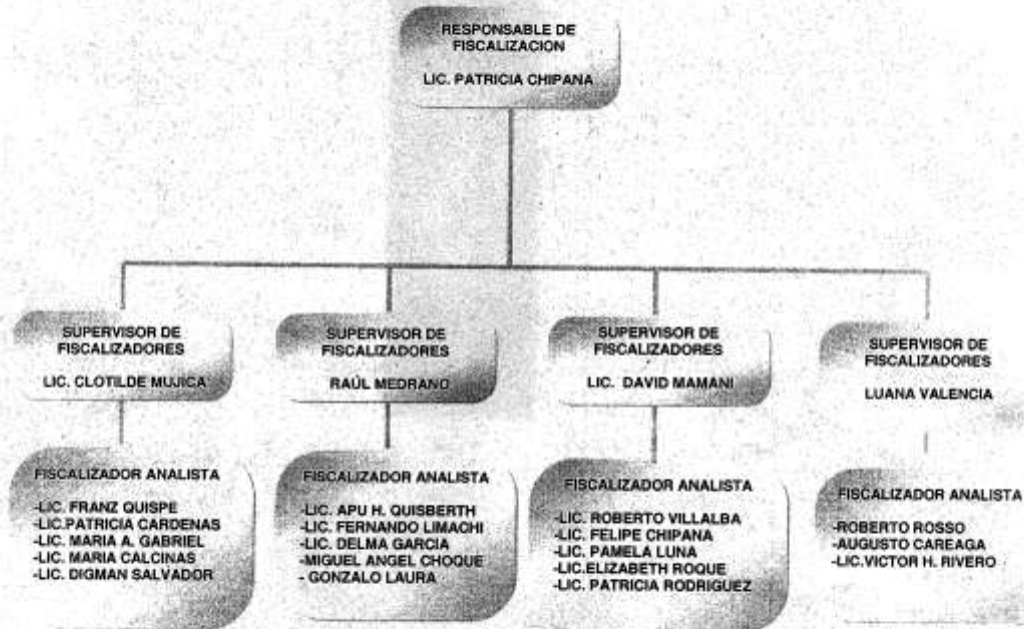 RESPONSABLE DE
FISCALIZACION
LIC. PATRICIA CHIPANA
SUPERVISOR DE
FISCALIZADORES
LIC. CLOTILDE MUJICA
SUPERVISOR DE
FISCALIZADORES
RAÚL MEDRANO
SUPERVISOR DE
FISCALIZADORES
LIC. DAVID MAMANI
SUPERVISOR DE
FISCALIZADORES
LUANA VALENCIA
FISCALIZADOR ANALISTA
-LIC. FRANZ QUISPE
-LIC.PATRICIA CARDENAS
-LIC. MARIA A. GABRIEL
-LIC. MARIA CALCINAS
-LIC. DIGMAN SALVADOR
FISCALIZADOR ANALISTA
-LIC. APU H. QUISBERTH
-LIC. FERNANDO LIMACHI
-LIC. DELMA GARCIA
-MIGUEL ANGEL CHOQUE
- GONZALO LAURA
FISCALIZADOR ANALISTA
-LIC. ROBERTO VILLALBA
-LIC. FELIPE CHIPANA
-LIC. PAMELA LUNA
-LIC.ELIZABETH ROQUE
-LIC. PATRICIA RODRIGUEZ
FISCALIZADOR ANALISTA
-ROBERTO ROSSO
-AUGUSTO CAREAGA
-LIC.VICTOR H. RIVERO